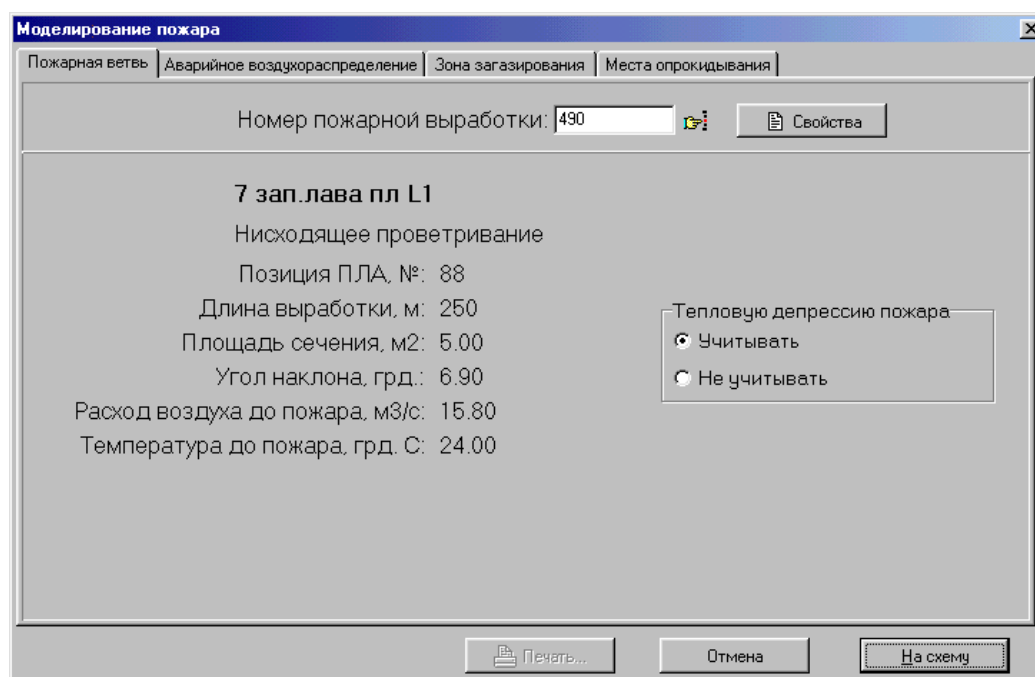 Моделирование пожара
Пожарная ветвь Аварийное воздухораспределение Зона загазирования Места опрокидывания
Номер пожарной выработки: 490 Свойства
7 зап.лава пл L1
Нисходящее проветривание
Позиция ПЛА, №: 88
Длина выработки, м: 250
Площадь сечения, м2: 5.00
Угол наклона, грд.: 6.90
Расход воздуха до пожара, м3/с: 15.80
Температура до пожара, грд. С: 24.00
Тепловую депрессию пожара
Учитывать
Не учитывать
Печать... Отмена На схему